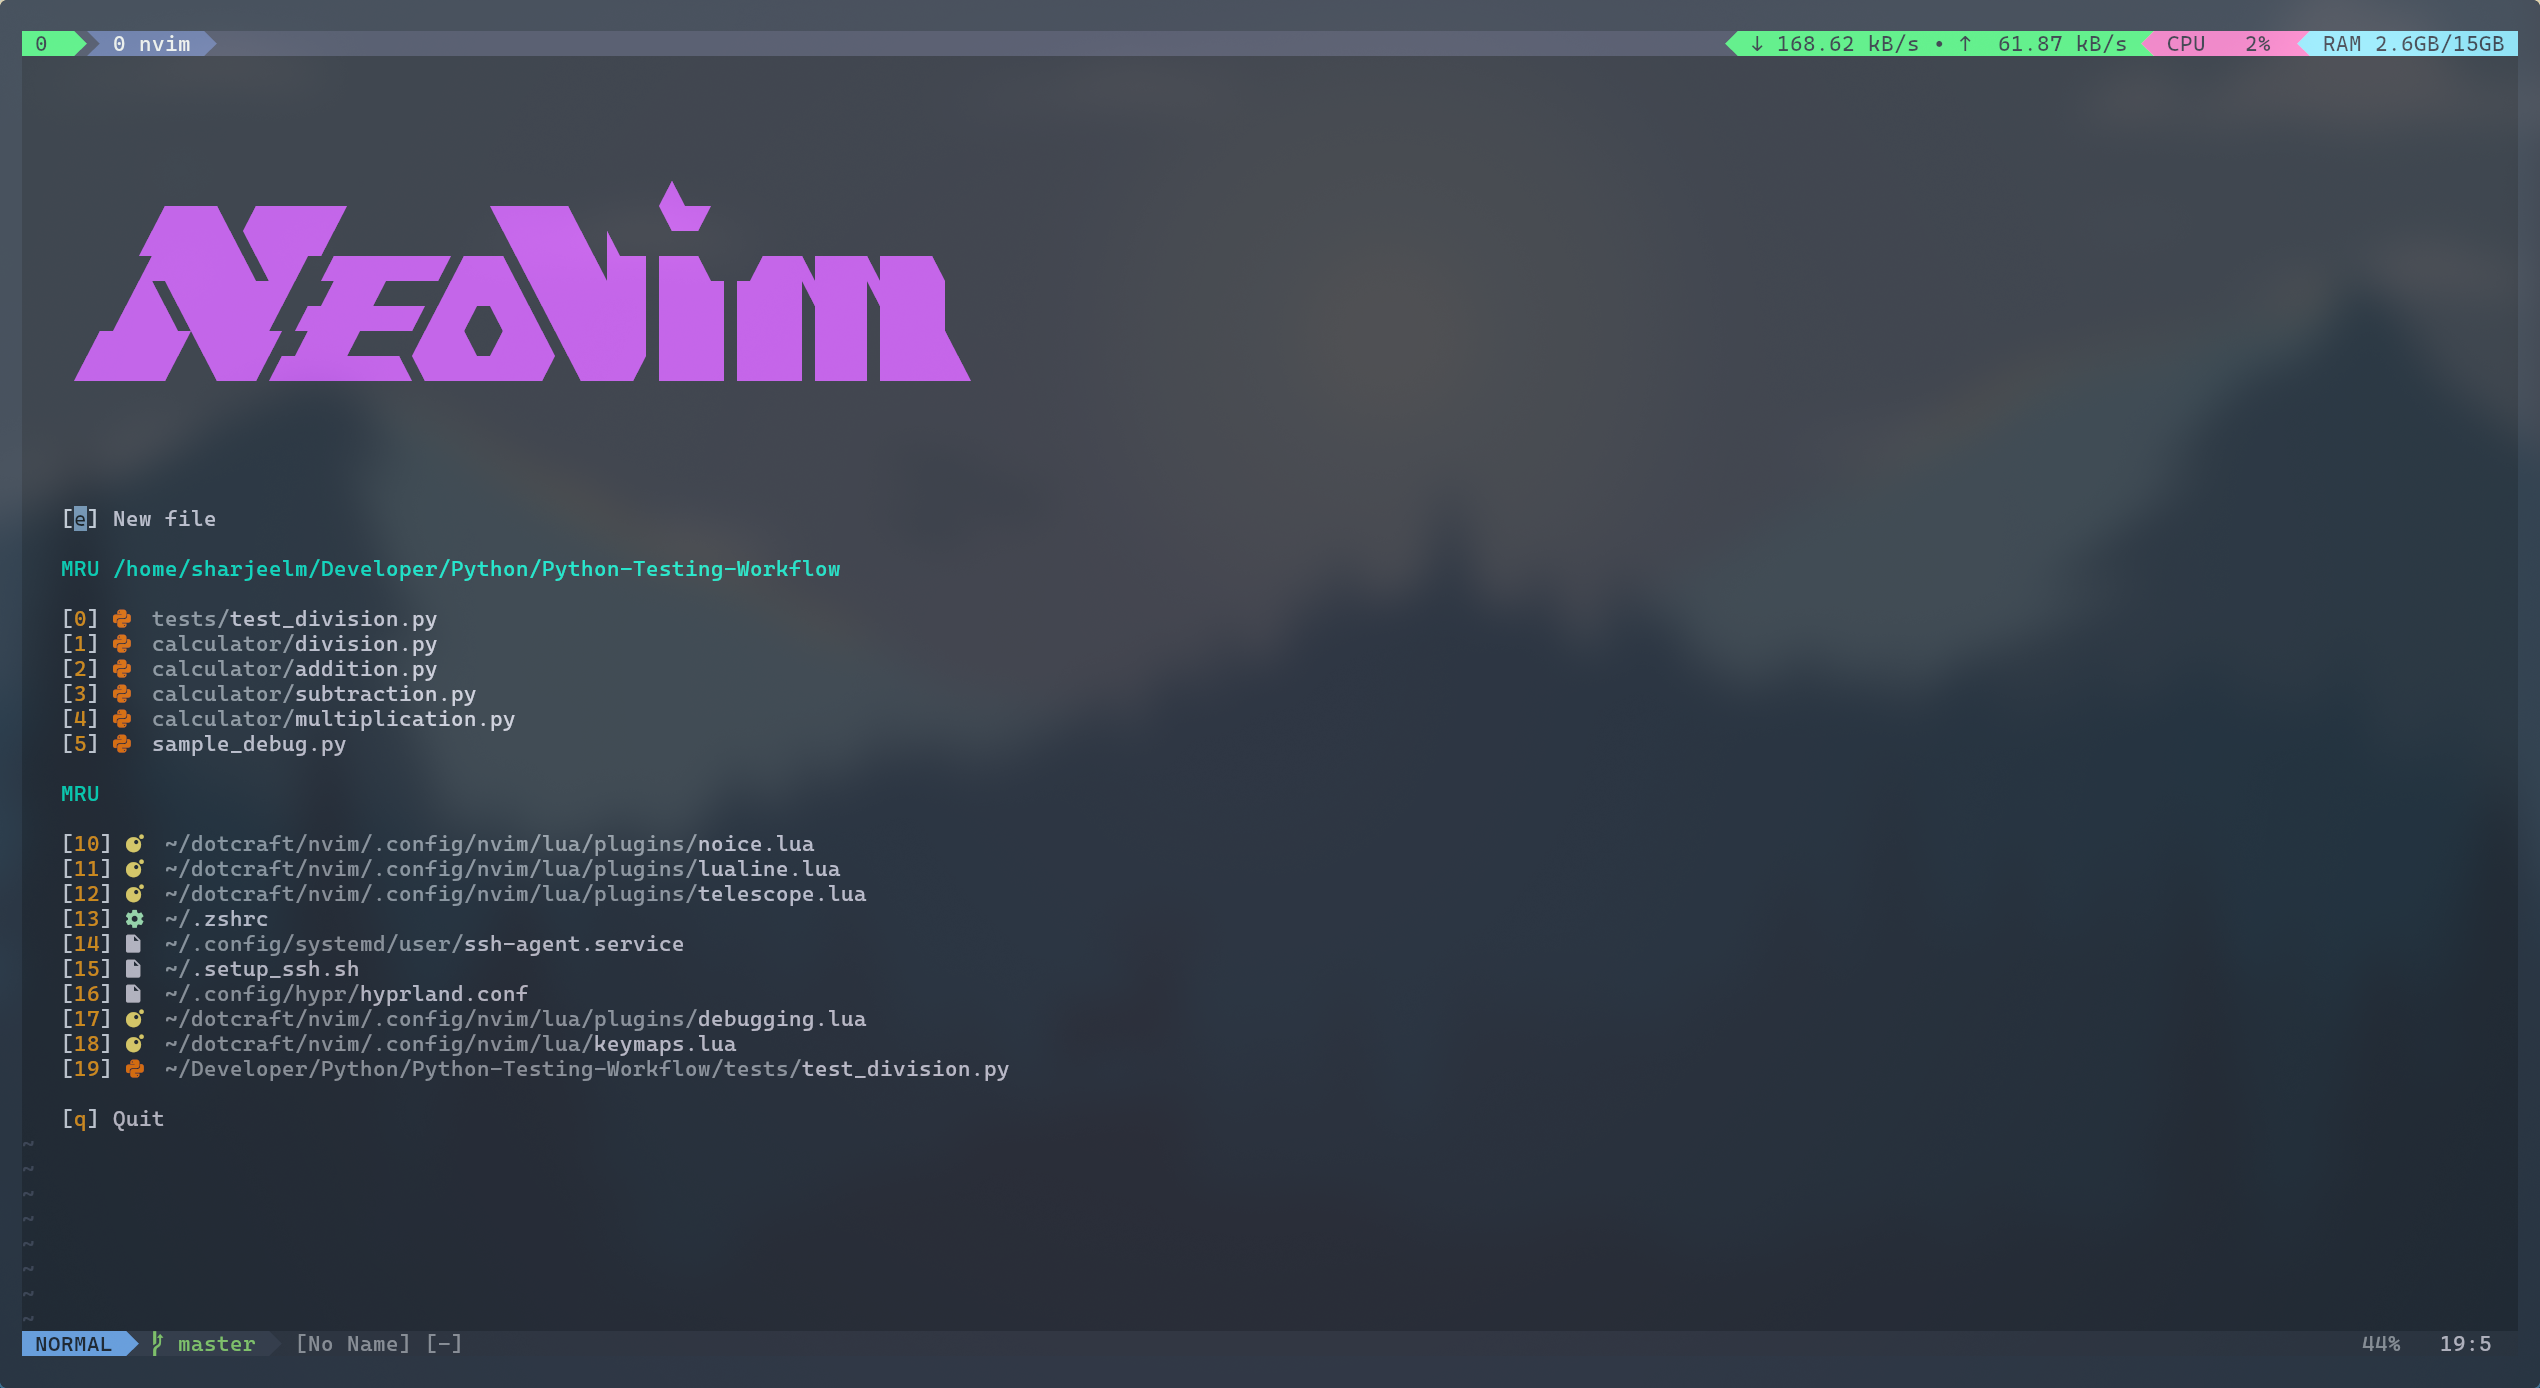 0 0 nvim ↓ 168.62 kB/s • ↑ 61.87 kB/s CPU 2% RAM 2.6GB/15GB
NEOVim
[e] New file
MRU /home/sharjeelm/Developer/Python/Python-Testing-Workflow
[0] tests/test_division.py
[1] calculator/division.py
[2] calculator/addition.py
[3] calculator/subtraction.py
[4] calculator/multiplication.py
[5] sample_debug.py
MRU
[10] ~/dotcraft/nvim/.config/nvim/lua/plugins/noice.lua
[11] ~/dotcraft/nvim/.config/nvim/lua/plugins/lualine.lua
[12] ~/dotcraft/nvim/.config/nvim/lua/plugins/telescope.lua
[13] ~/.zshrc
[14] ~/.config/systemd/user/ssh-agent.service
[15] ~/.setup_ssh.sh
[16] ~/.config/hypr/hyprland.conf
[17] ~/dotcraft/nvim/.config/nvim/lua/plugins/debugging.lua
[18] ~/dotcraft/nvim/.config/nvim/lua/keymaps.lua
[19] ~/Developer/Python/Python-Testing-Workflow/tests/test_division.py
[q] Quit
~
~
~
~
~
~
~
~
NORMAL master [No Name] [-] 44% 19:5